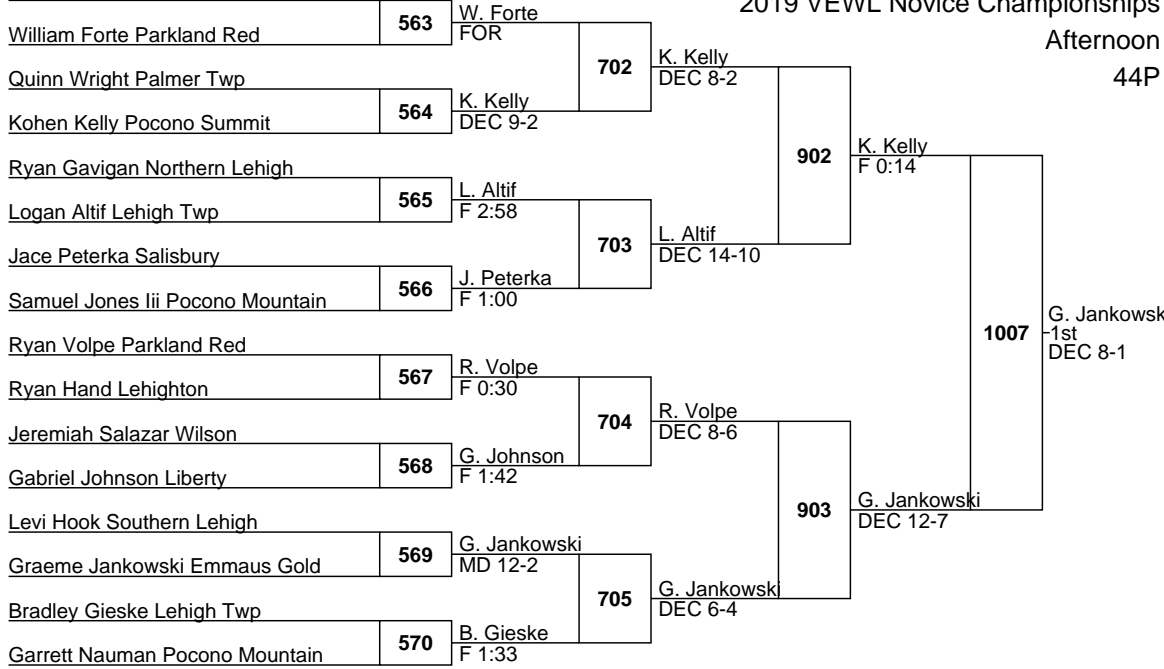 2019 VEWL Novice Championships
Afternoon
44P
William Forte Parkland Red
563
W. Forte
FOR
Quinn Wright Palmer Twp
Kohen Kelly Pocono Summit
564
K. Kelly
DEC 9-2
702
K. Kelly
DEC 8-2
Ryan Gavigan Northern Lehigh
Logan Altif Lehigh Twp
565
L. Altif
F 2:58
Jace Peterka Salisbury
Samuel Jones Iii Pocono Mountain
566
J. Peterka
F 1:00
703
L. Altif
DEC 14-10
902
K. Kelly
F 0:14
Ryan Volpe Parkland Red
Ryan Hand Lehighton
567
R. Volpe
F 0:30
Jeremiah Salazar Wilson
Gabriel Johnson Liberty
568
G. Johnson
F 1:42
704
R. Volpe
DEC 8-6
Levi Hook Southern Lehigh
Graeme Jankowski Emmaus Gold
569
G. Jankowski
MD 12-2
Bradley Gieske Lehigh Twp
Garrett Nauman Pocono Mountain
570
B. Gieske
F 1:33
705
G. Jankowski
DEC 6-4
903
G. Jankowski
DEC 12-7
1007
G. Jankowsk
1st
DEC 8-1